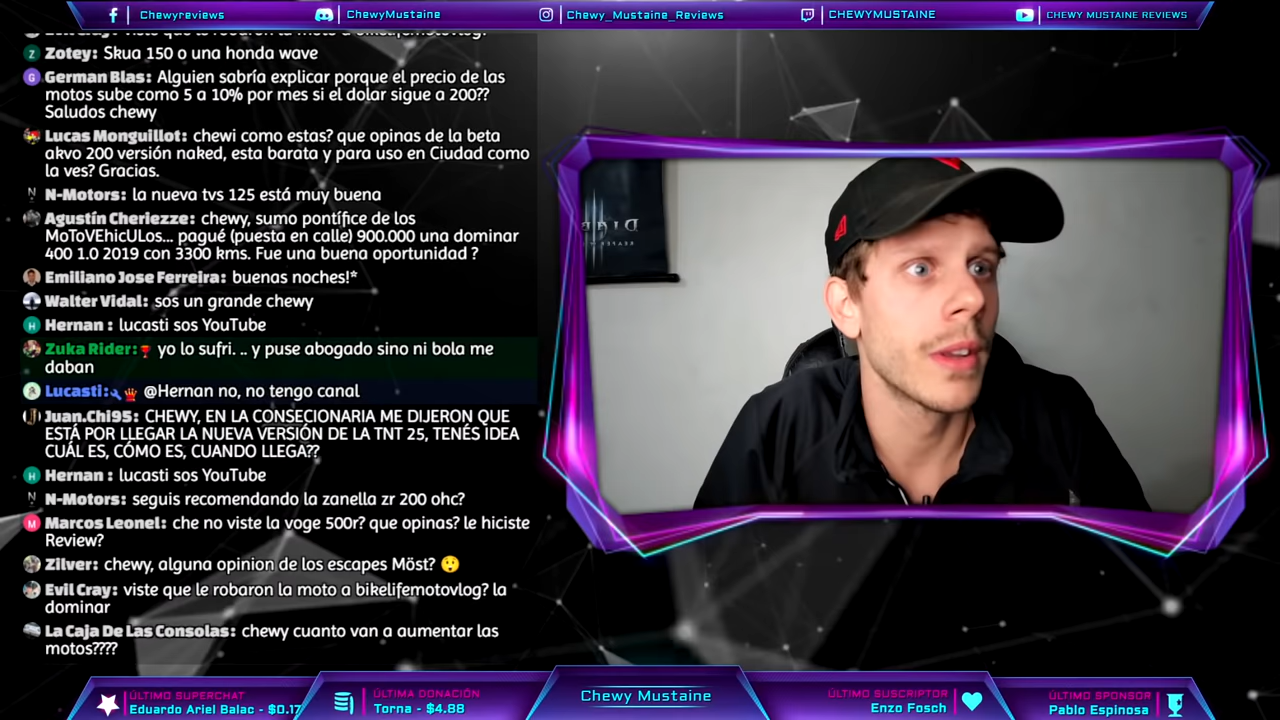 Chewyreviews
ChewyMustaine
Chewy_Mustaine_Reviews
CHEWYMUSTAINE
CHEWY MUSTAINE REVIEWS
Zotey: Skua 150 o una honda wave
German Blas: Alguien sabría explicar porque el precio de las
motos sube como 5 a 10% por mes si el dolar sigue a 200??
Saludos chewy
Lucas Monguillot: chewi como estas? que opinas de la beta
akvo 200 versión naked, esta barata y para uso en Ciudad como
la ves? Gracias.
N-Motors: la nueva tvs 125 está muy buena
Agustín Cheriezze: chewy, sumo pontífice de los
MoToVEhicULos... pagué (puesta en calle) 900.000 una dominar
400 1.0 2019 con 3300 kms. Fue una buena oportunidad ?
Emiliano Jose Ferreira: buenas noches!*
Walter Vidal: sos un grande chewy
Hernan : lucasti sos YouTube
Zuka Rider: yo lo sufri. .. y puse abogado sino ni bola me
daban
Lucasti: @Hernan no, no tengo canal
Juan.Chi95: CHEWY, EN LA CONSECIONARIA ME DIJERON QUE
ESTÁ POR LLEGAR LA NUEVA VERSIÓN DE LA TNT 25, TENÉS IDEA
CUÁL ES, CÓMO ES, CUANDO LLEGA??
Hernan : lucasti sos YouTube
N-Motors: seguis recomendando la zanella zr 200 ohc?
Marcos Leonel: che no viste la voge 500r? que opinas? le hiciste
Review?
Zilver: chewy, alguna opinion de los escapes Möst? 😲
Evil Cray: viste que le robaron la moto a bikelifemotovlog? la
dominar
La Caja De Las Consolas: chewy cuanto van a aumentar las
motos????
ÚLTIMO SUPERCHAT
Eduardo Ariel Balac - $0.17
ÚLTIMA DONACIÓN
Torna - $4.88
Chewy Mustaine
ÚLTIMO SUSCRIPTOR
Enzo Fosch
ÚLTIMO SPONSOR
Pablo Espinosa